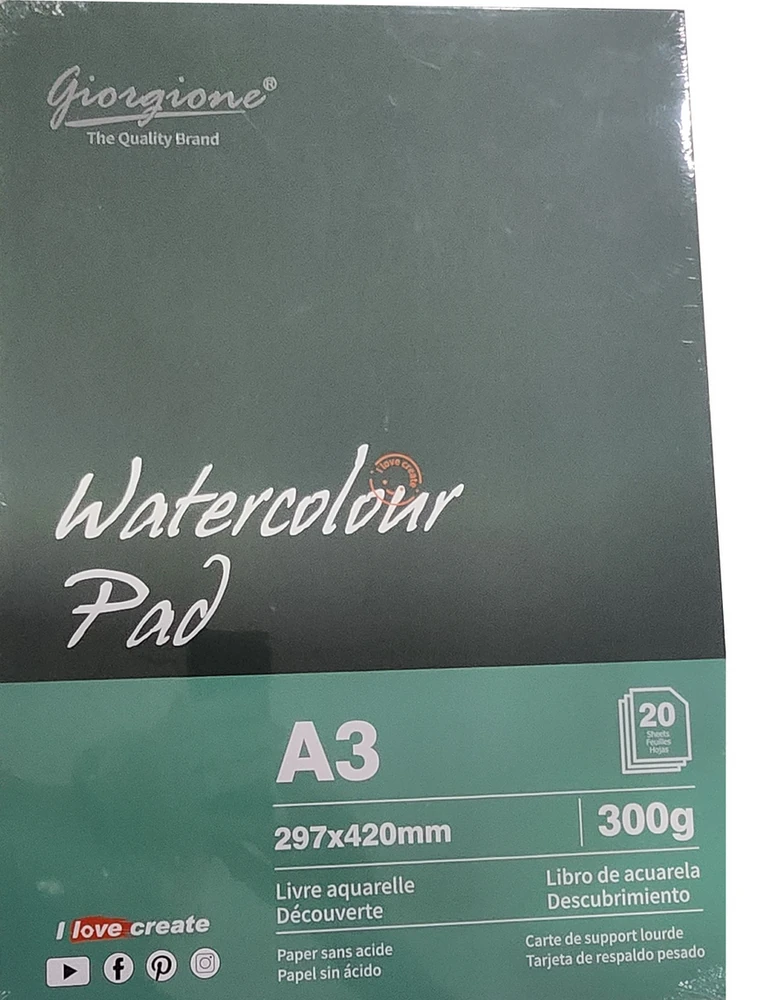 Giorgione®
The Quality Brand
I love create
Watercolour
Pad
A3
20
Sheets
Feuilles
Hojas
297x420mm
300g
Livre aquarelle
Découverte
Libro de acuarela
Descubrimiento
I love create
Paper sans acide
Papel sin ácido
Carte de support lourde
Tarjeta de respaldo pesado